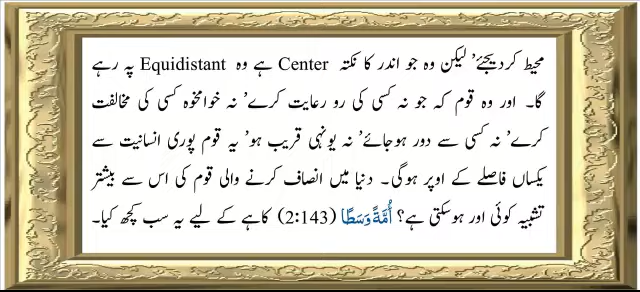 محیط کردیجئے’ لیکن وہ جو اندر کا نکتہ Center ہے وہ Equidistant پہ رہے
گا۔ اور وہ قوم کہ جو نہ کسی کی رو رعایت کرے’ نہ خوامخوہ کسی کی مخالفت
کرے’ نہ کسی سے دور ہوجائے’ نہ یونہی قریب ہو’ یہ قوم پوری انسانیت سے
یکساں فاصلے کے اوپر ہوگی۔ دنیا میں انصاف کرنے والی قوم کی اس سے بیشتر
تشبیہ کوئی اور ہوسکتی ہے؟ اُمَّةً وَسَطًا (2:143) کاہے کے لیے یہ سب کچھ کیا۔